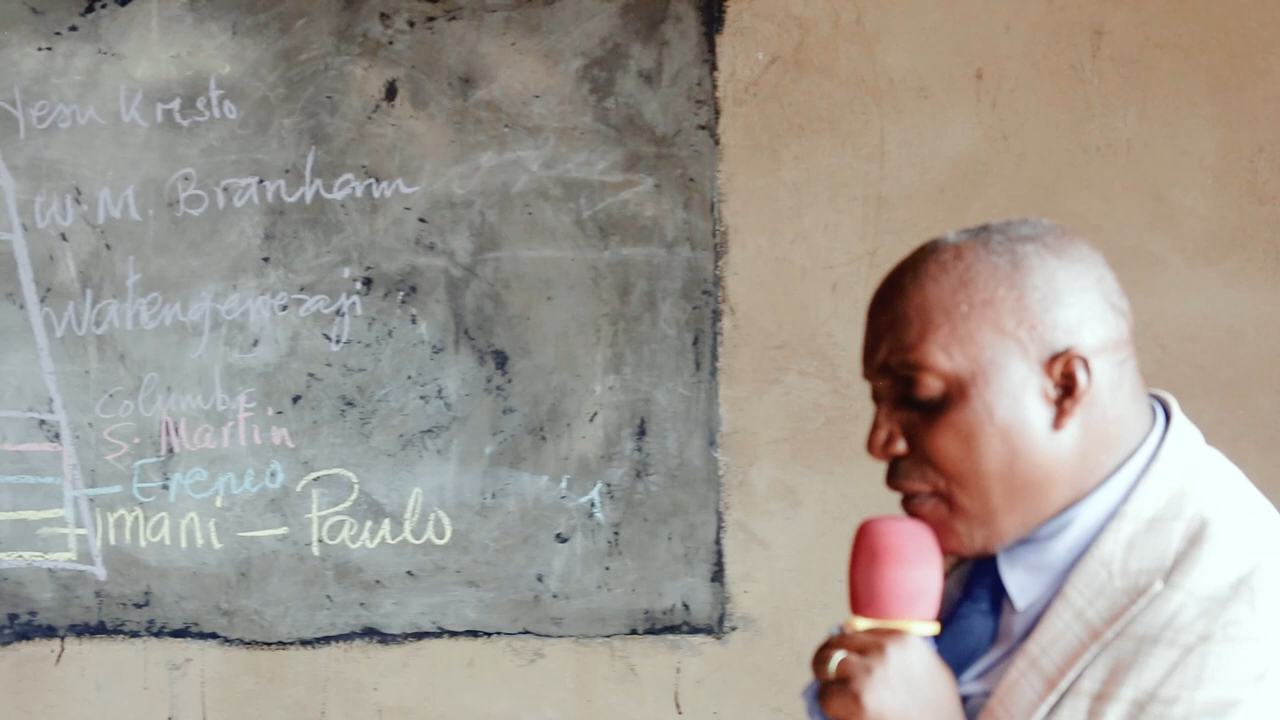 Yesu Kristo
W.M. Branham
Watengenezaji
Columba
S. Martin
Ereneo
Imani — Paulo